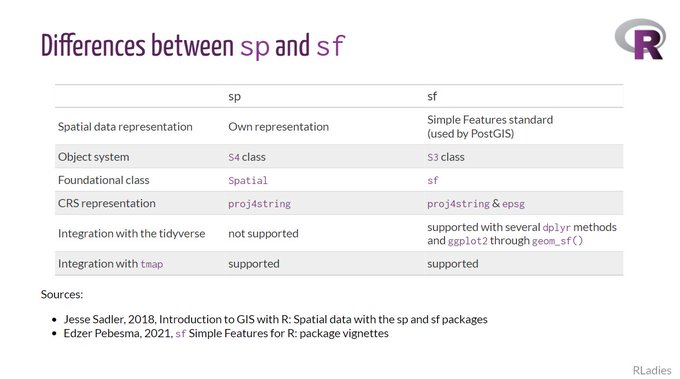 Differences between sp and sf
R
sp sf
Spatial data representation Own representation Simple Features standard
(used by PostGIS)
Object system S4 class S3 class
Foundational class Spatial sf
CRS representation proj4string proj4string & epsg
Integration with the tidyverse not supported supported with several dplyr methods
and ggplot2 through geom_sf()
Integration with tmap supported supported
Sources:
• Jesse Sadler, 2018, Introduction to GIS with R: Spatial data with the sp and sf packages
• Edzer Pebesma, 2021, sf Simple Features for R: package vignettes
RLadies